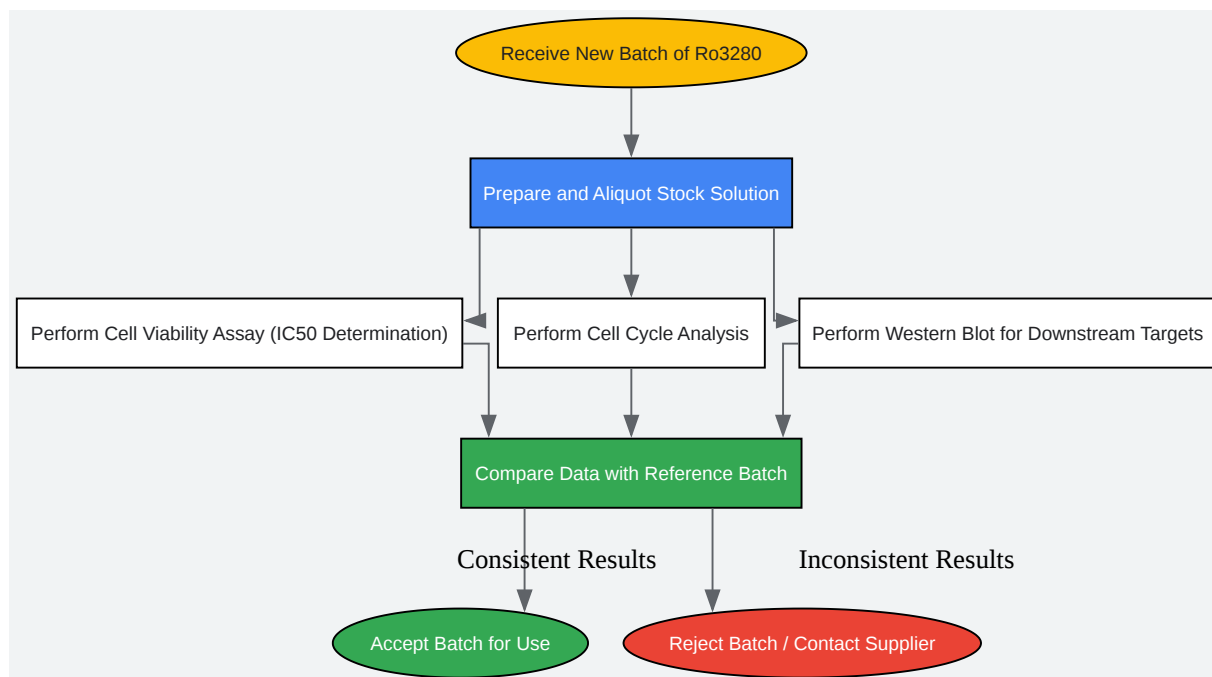 Receive New Batch of Ro3280
Prepare and Aliquot Stock Solution
Perform Cell Viability Assay (IC50 Determination)
Perform Cell Cycle Analysis
Perform Western Blot for Downstream Targets
Compare Data with Reference Batch
Consistent Results
Inconsistent Results
Accept Batch for Use
Reject Batch / Contact Supplier